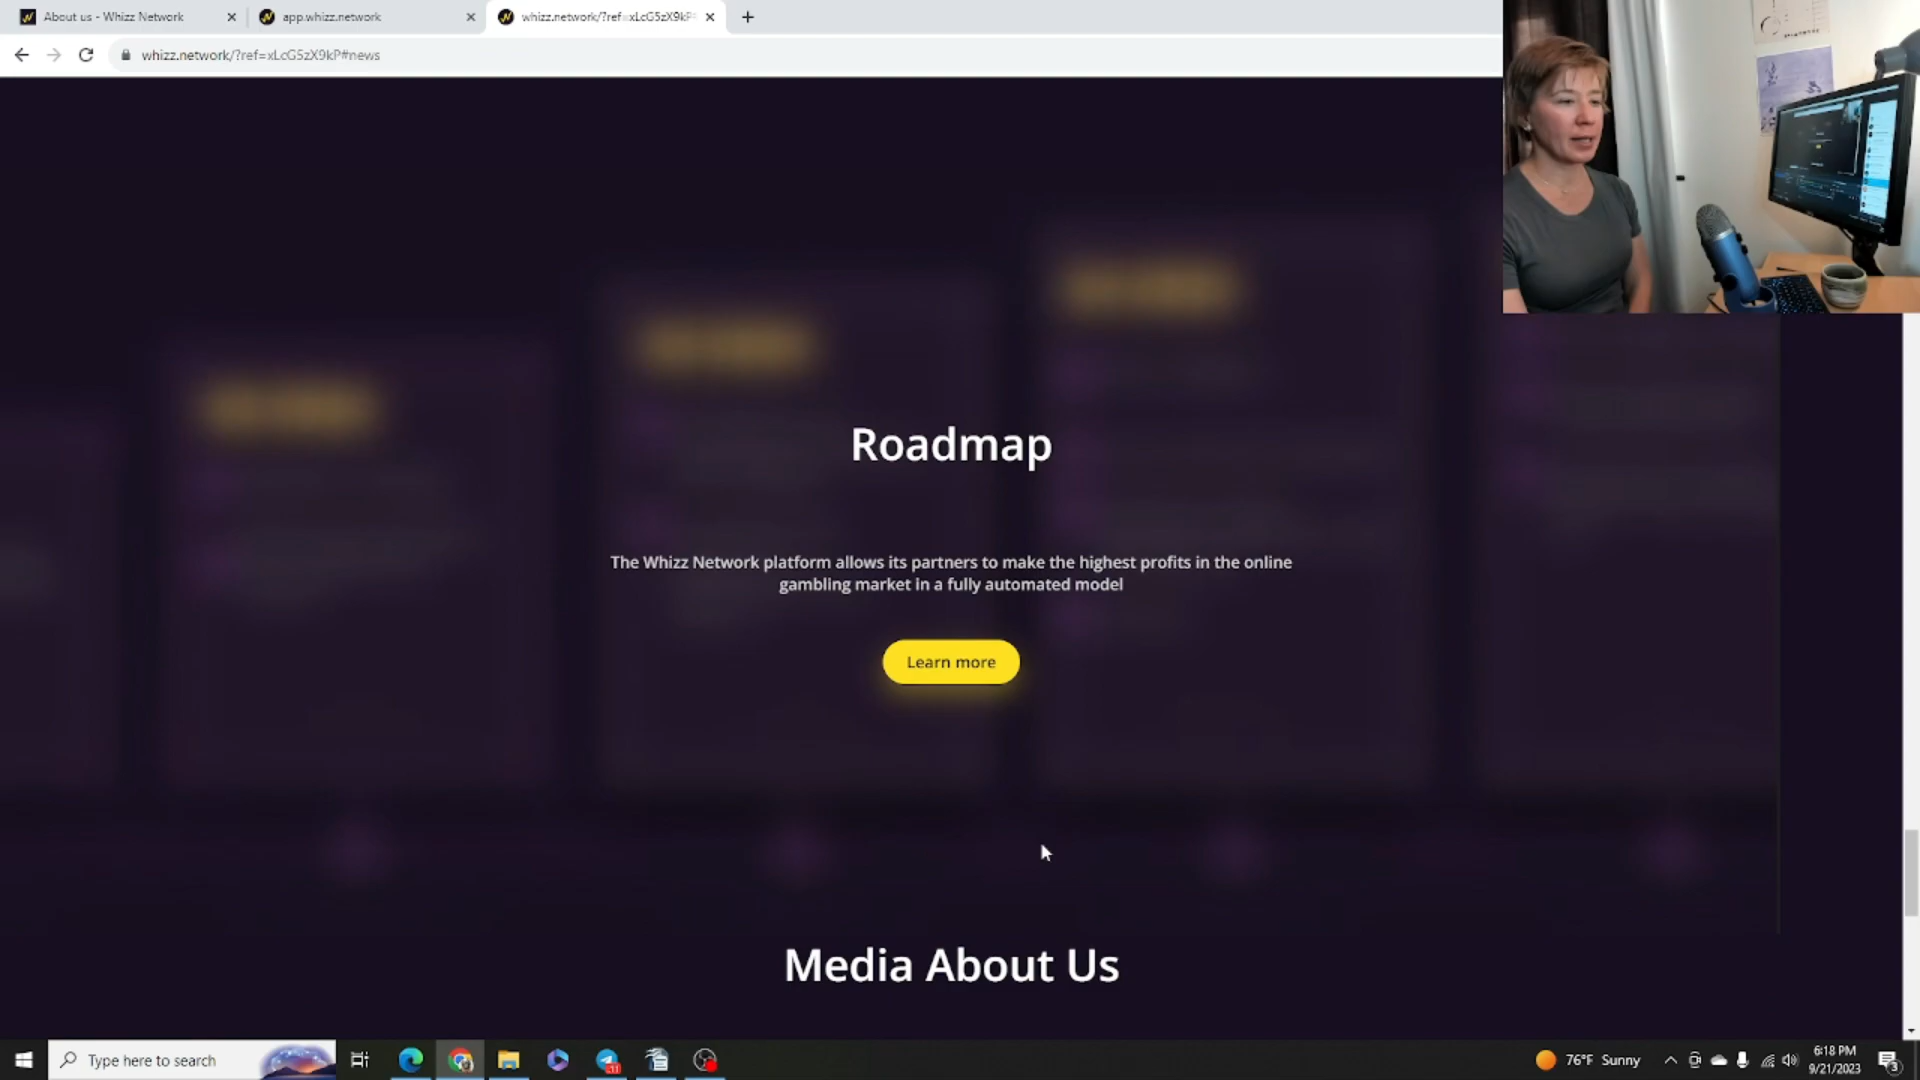 About us - Whizz Network
app.whizz.network
whizz.network/?ref=xLcG5zX9kP
whizz.network/?ref=xLcG5zX9kP#news
Roadmap
The Whizz Network platform allows its partners to make the highest profits in the online
gambling market in a fully automated model
Learn more
Media About Us
Type here to search
76°F Sunny
6:18 PM
9/21/2023
3